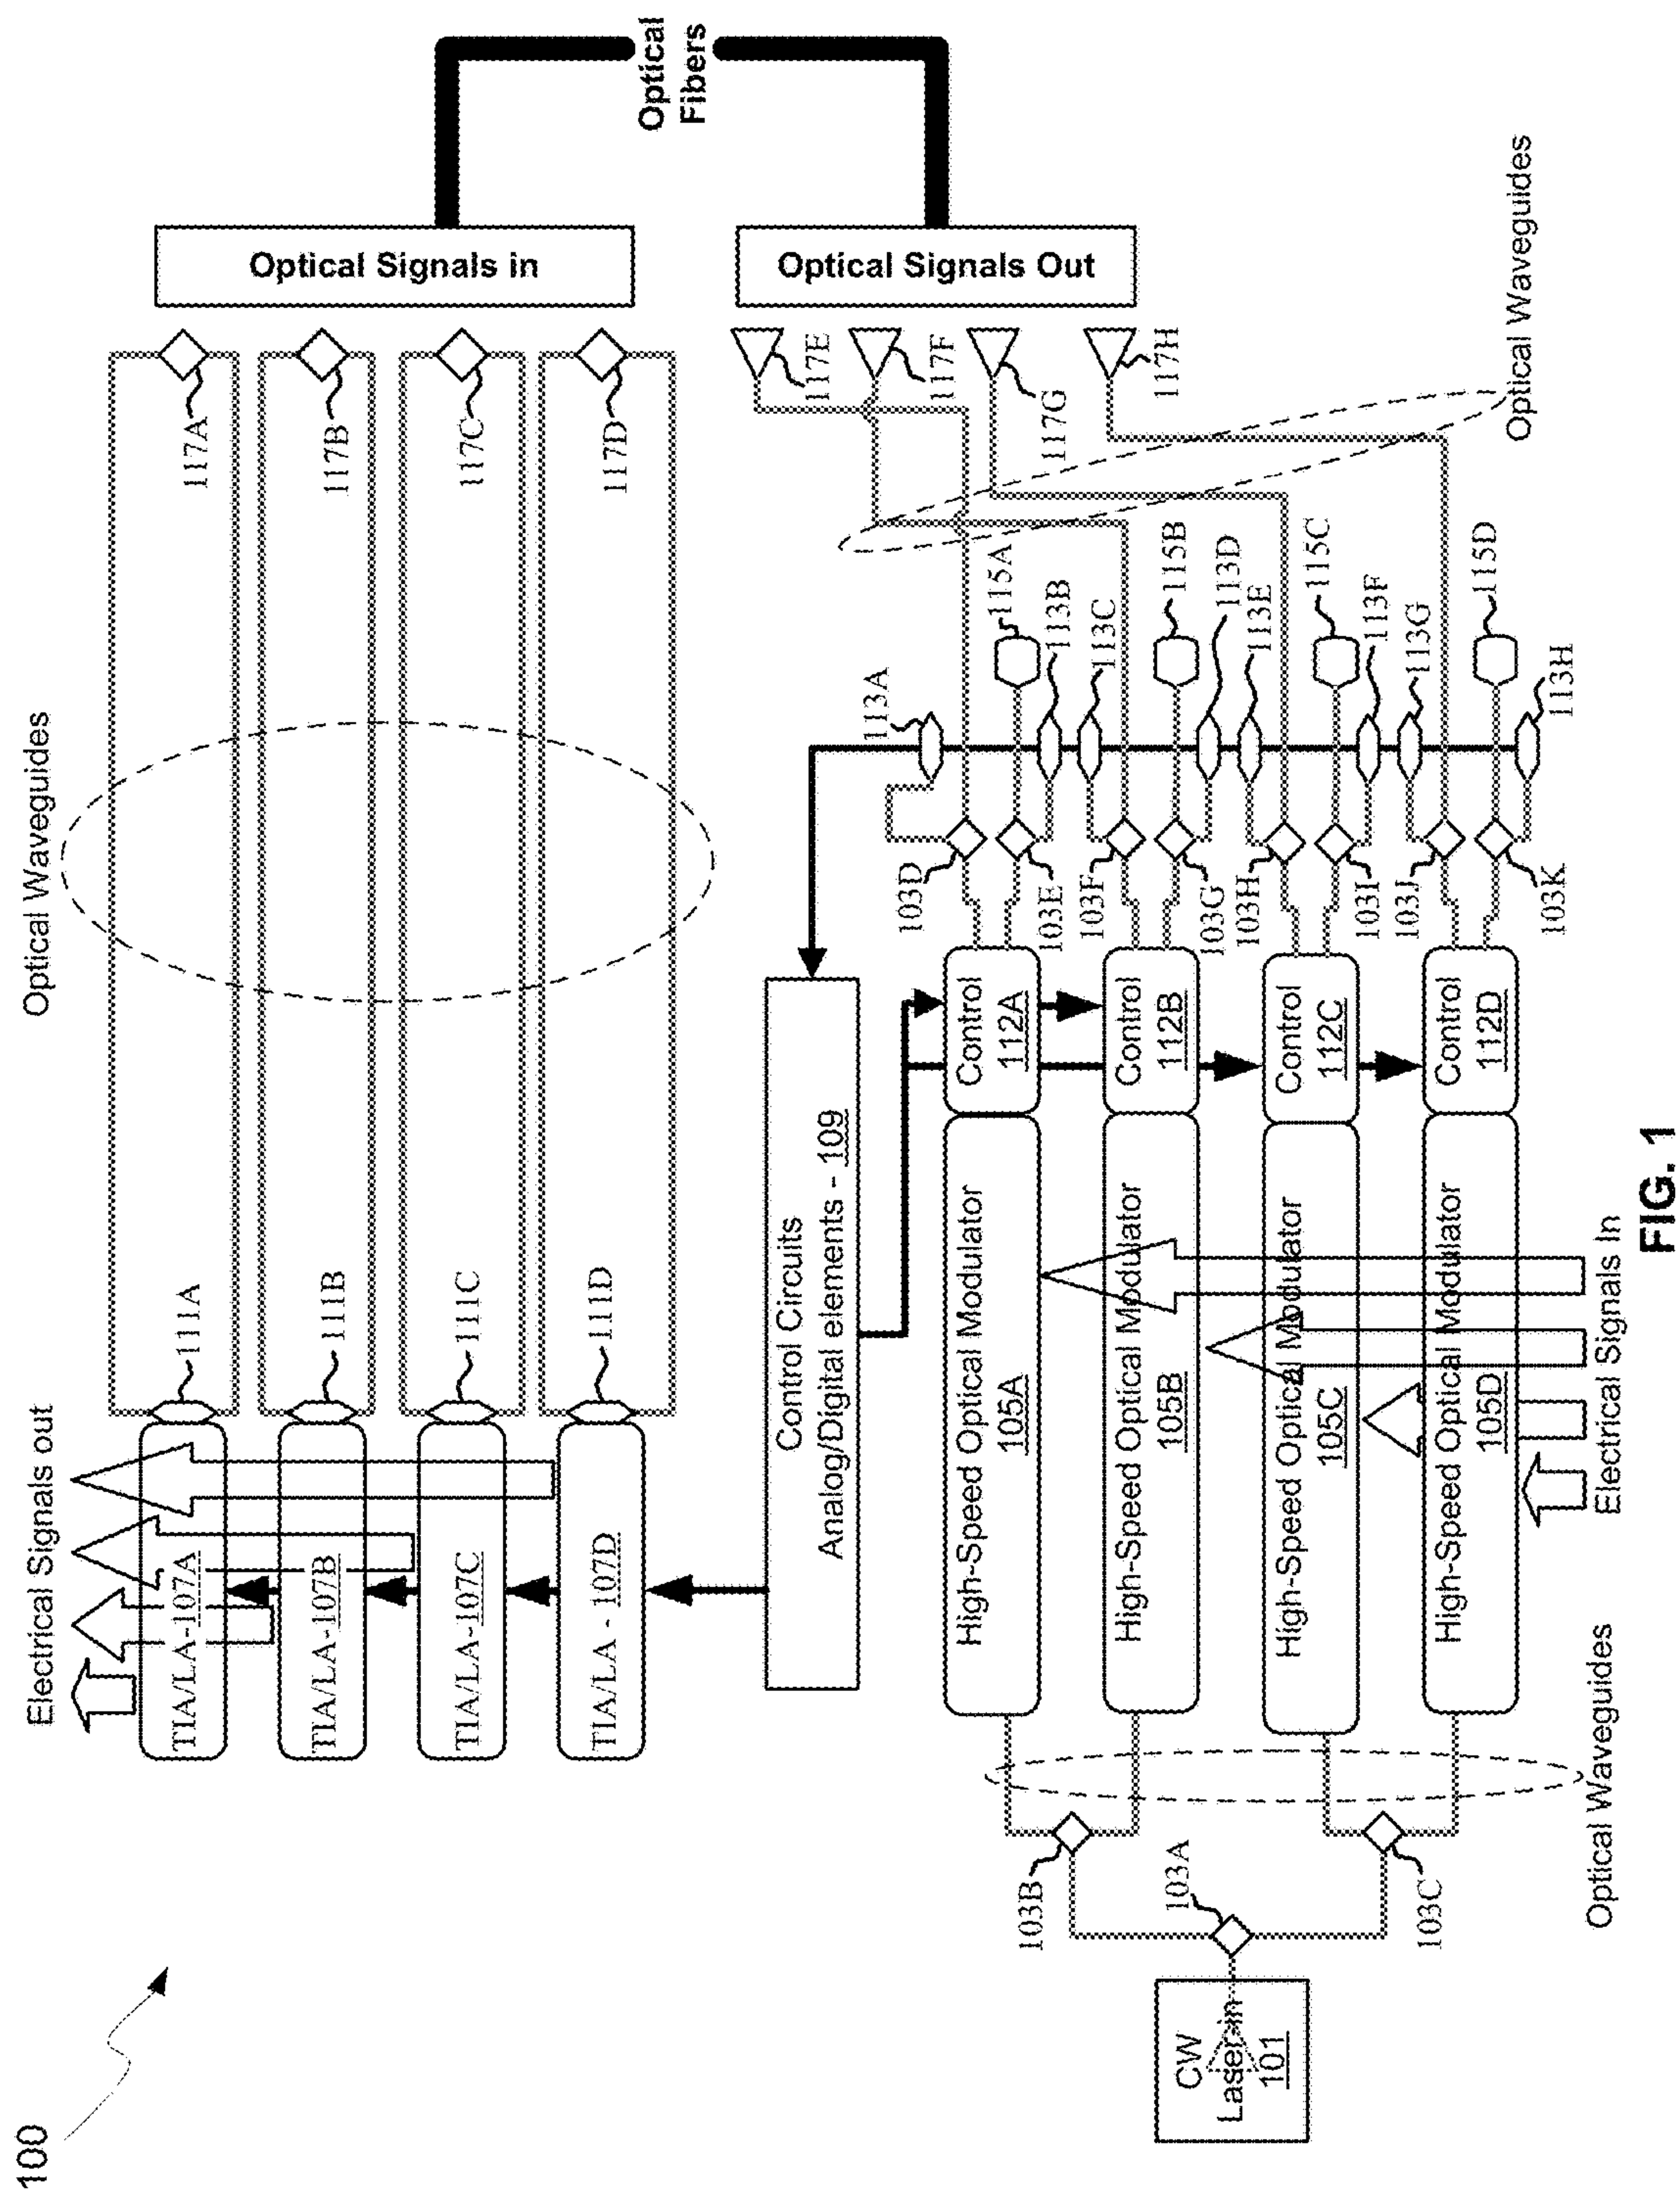 100
Electrical Signals out
Optical Waveguides
TIA/LA-107A
TIA/LA-107B
TIA/LA-107C
TIA/LA - 107D
111A
111B
111C
111D
117A
117B
117C
117D
Optical Signals in
Optical
Fibers
Optical Signals Out
117E
117F
117G
117H
Optical Waveguides
Control Circuits
Analog/Digital elements - 109
113A
115A
113B
113C
115B
113D
113E
115C
113F
113G
115D
113H
103D
103E
103F
103G
103H
103I
103J
103K
High-Speed Optical Modulator
105A
Control
112A
High-Speed Optical Modulator
105B
Control
112B
High-Speed Optical Modulator
105C
Control
112C
High-Speed Optical Modulator
105D
Control
112D
CW
Laser-in
101
103A
103B
103C
Optical Waveguides
Electrical Signals In
FIG. 1